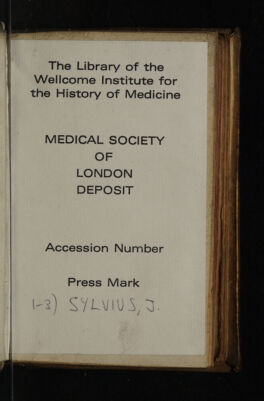 The Library of the
Wellcome Institute for
the History of Medicine
MEDICAL SOCIETY
OF
LONDON
DEPOSIT
Accession Number
Press Mark
1-3) SYLVIUS, J.